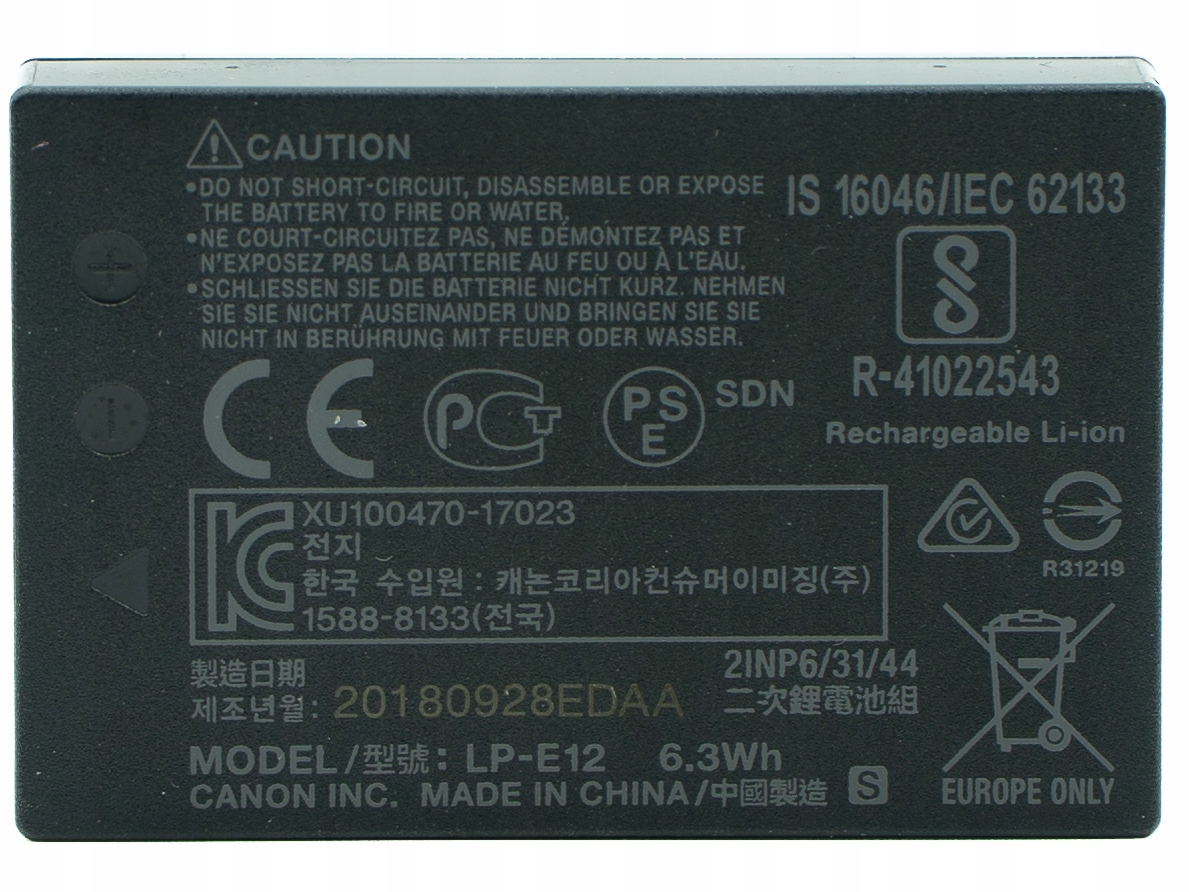 CAUTION
•DO NOT SHORT-CIRCUIT, DISASSEMBLE OR EXPOSE
THE BATTERY TO FIRE OR WATER.
•NE COURT-CIRCUITEZ PAS, NE DÉMONTEZ PAS ET
N'EXPOSEZ PAS LA BATTERIE AU FEU OU À L'EAU.
•SCHLIESSEN SIE DIE BATTERIE NICHT KURZ. NEHMEN
SIE SIE NICHT AUSEINANDER UND BRINGEN SIE SIE
NICHT IN BERÜHRUNG MIT FEUER ODER WASSER.
IS 16046/IEC 62133
R-41022543
Rechargeable Li-ion
CE PCT PSE SDN
R31219
KC
XU100470-17023
전지
한국 수입원 : 캐논코리아컨슈머이미징(주)
1588-8133(전국)
製造日期
제조년월: 20180928EDAA
2INP6/31/44
二次鋰電池組
MODEL/型號: LP-E12 6.3Wh
CANON INC. MADE IN CHINA/中國製造 S
EUROPE ONLY